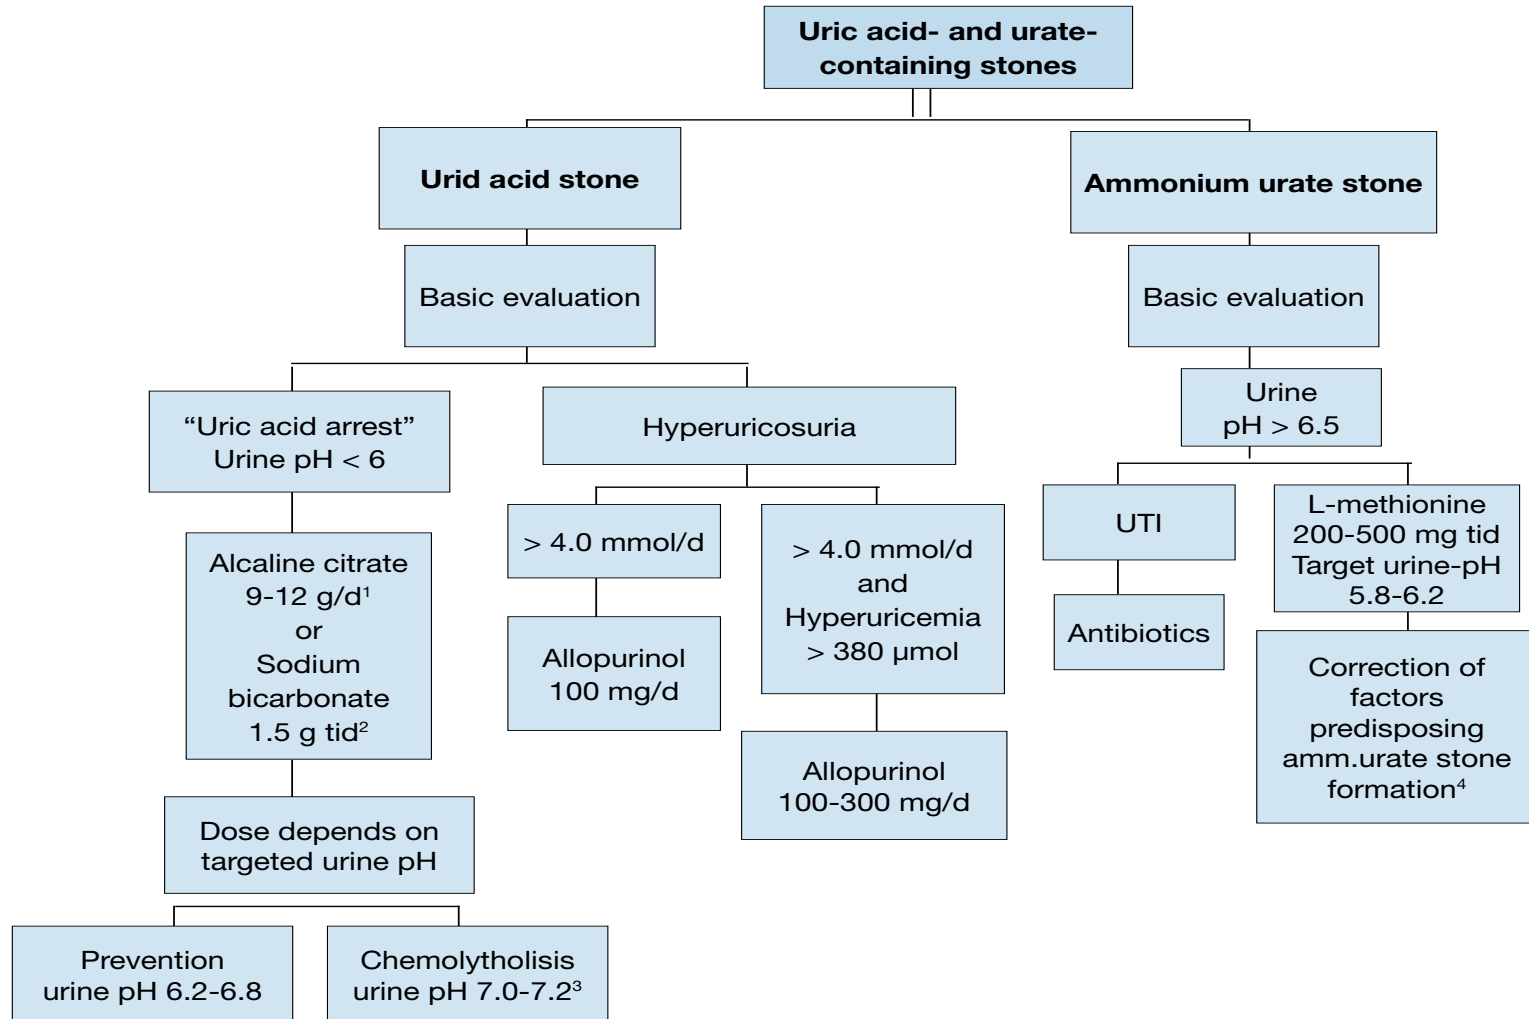 Uric acid- and urate-
containing stones
Urid acid stone
Ammonium urate stone
Basic evaluation
Basic evaluation
“Uric acid arrest”
Urine pH < 6
Hyperuricosuria
Urine
pH > 6.5
Alcaline citrate
9-12 g/d¹
or
Sodium
bicarbonate
1.5 g tid²
> 4.0 mmol/d
> 4.0 mmol/d
and
Hyperuricemia
> 380 µmol
UTI
L-methionine
200-500 mg tid
Target urine-pH
5.8-6.2
Allopurinol
100 mg/d
Antibiotics
Correction of
factors
predisposing
amm.urate stone
formation⁴
Allopurinol
100-300 mg/d
Dose depends on
targeted urine pH
Prevention
urine pH 6.2-6.8
Chemolytholisis
urine pH 7.0-7.2³